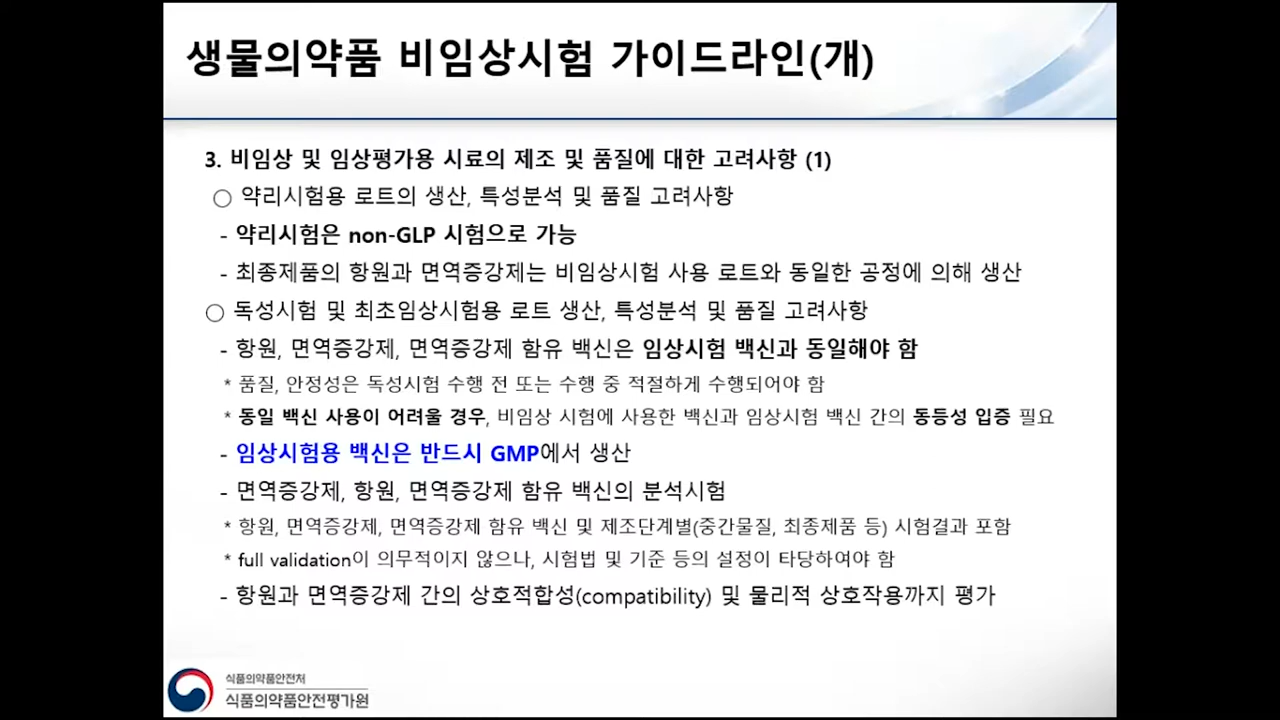 생물의약품 비임상시험 가이드라인(개)
3. 비임상 및 임상평가용 시료의 제조 및 품질에 대한 고려사항 (1)
○ 약리시험용 로트의 생산, 특성분석 및 품질 고려사항
- 약리시험은 non-GLP 시험으로 가능
- 최종제품의 항원과 면역증강제는 비임상시험 사용 로트와 동일한 공정에 의해 생산
○ 독성시험 및 최초임상시험용 로트 생산, 특성분석 및 품질 고려사항
- 항원, 면역증강제, 면역증강제 함유 백신은 임상시험 백신과 동일해야 함
* 품질, 안정성은 독성시험 수행 전 또는 수행 중 적절하게 수행되어야 함
* 동일 백신 사용이 어려울 경우, 비임상 시험에 사용한 백신과 임상시험 백신 간의 동등성 입증 필요
- 임상시험용 백신은 반드시 GMP에서 생산
- 면역증강제, 항원, 면역증강제 함유 백신의 분석시험
* 항원, 면역증강제, 면역증강제 함유 백신 및 제조단계별(중간물질, 최종제품 등) 시험결과 포함
* full validation이 의무적이지 않으나, 시험법 및 기준 등의 설정이 타당하여야 함
- 항원과 면역증강제 간의 상호적합성(compatibility) 및 물리적 상호작용까지 평가
식품의약품안전처
식품의약품안전평가원